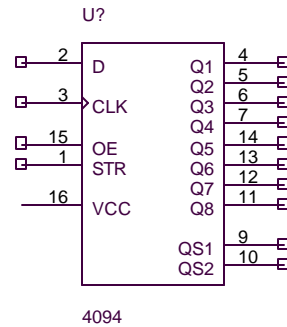 U?
2 D Q1 4
Q2 5
3 CLK Q3 6
Q4 7
15 OE Q5 14
1 STR Q6 13
Q7 12
16 VCC Q8 11
QS1 9
QS2 10
4094